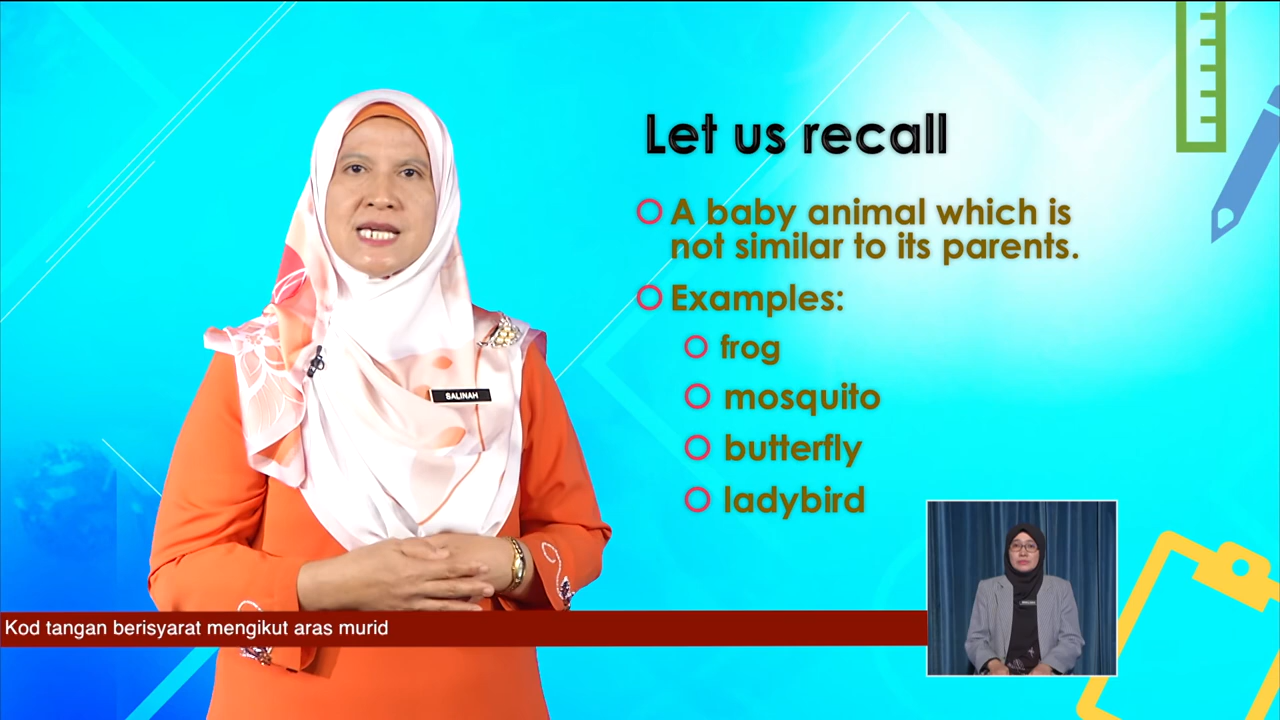 Let us recall
A baby animal which is
not similar to its parents.
Examples:
frog
mosquito
butterfly
ladybird
SALINAH
Kod tangan berisyarat mengikut aras murid